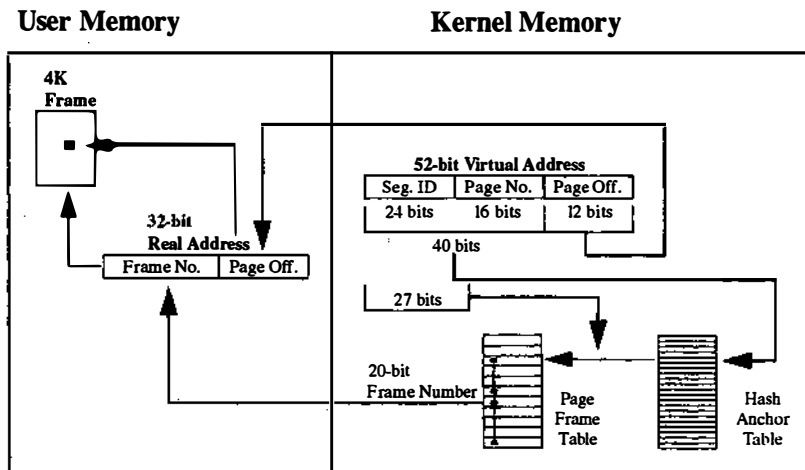 User Memory
Kernel Memory
4K
Frame
52-bit Virtual Address
Seg. ID
Page No.
Page Off.
24 bits
16 bits
12 bits
32-bit
Real Address
Frame No.
Page Off.
40 bits
27 bits
20-bit
Frame Number
Page
Frame
Table
Hash
Anchor
Table